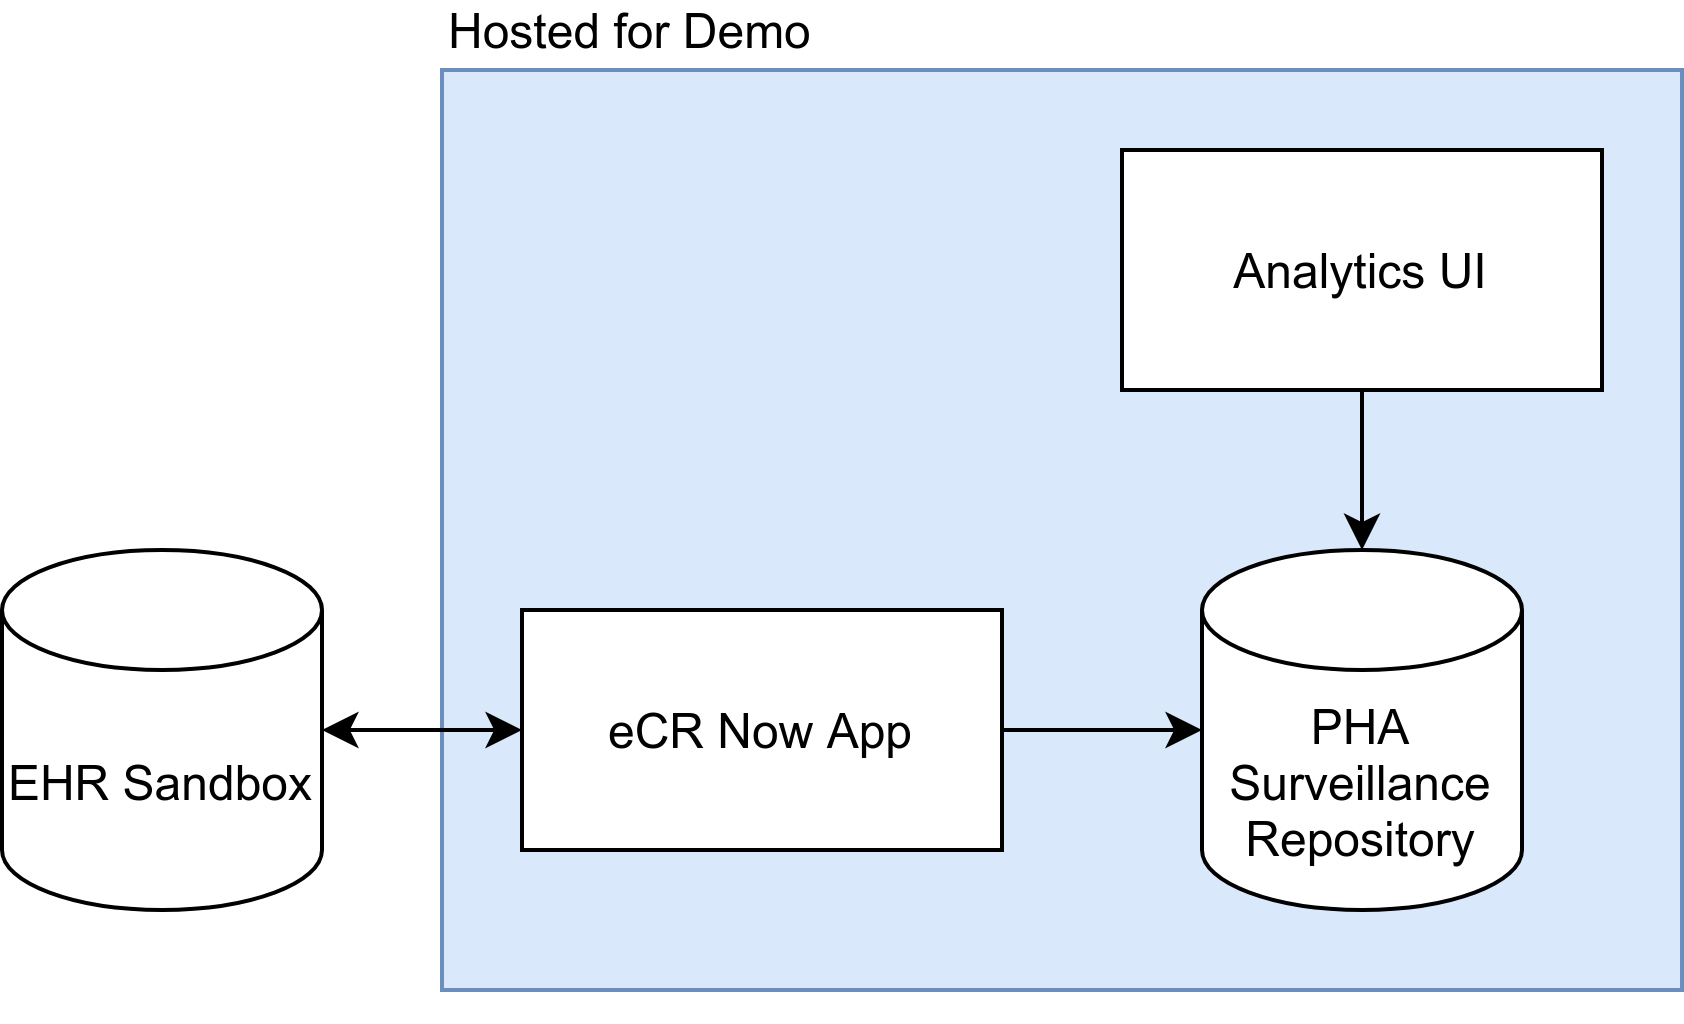 Hosted for Demo
Analytics UI
EHR Sandbox
eCR Now App
PHA
Surveillance
Repository